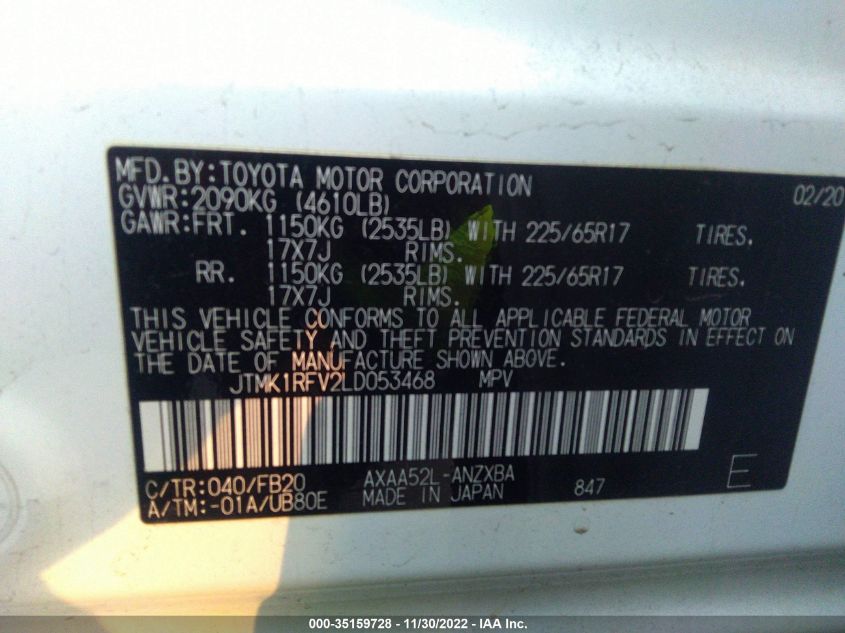 MFD.BY:TOYOTA MOTOR CORPORATION 02/20
GVWR:2090KG (4610LB)
GAWR:FRT. 1150KG (2535LB) WITH 225/65R17 TIRES.
17X7J RIMS.
RR. 1150KG (2535LB) WITH 225/65R17 TIRES.
17X7J RIMS.
THIS VEHICLE CONFORMS TO ALL APPLICABLE FEDERAL MOTOR
VEHICLE SAFETY AND THEFT PREVENTION STANDARDS IN EFFECT ON
THE DATE OF MANUFACTURE SHOWN ABOVE.
JTMK1RFV2LD053468 MPV
C/TR:040/FB20 AXAA52L-ANZXBA E
A/TM:-01A/UB80E MADE IN JAPAN 847
000-35159728 - 11/30/2022 - IAA Inc.